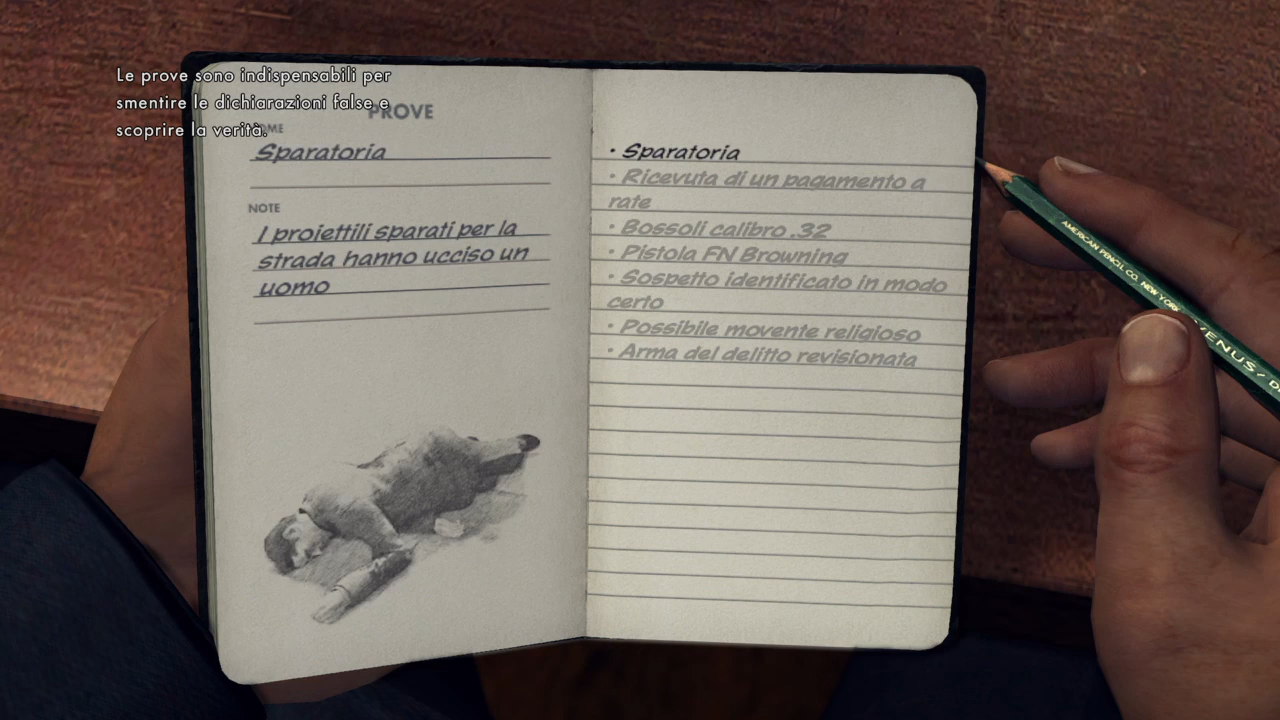 Le prove sono indispensabili per
smentire le dichiarazioni false e
scoprire la verità.
PROVE
Sparatoria
NOTE
I proiettili sparati per la
strada hanno ucciso un
uomo
• Sparatoria
• Ricevuta di un pagamento a
rate
• Bossoli calibro .32
• Pistola FN Browning
• Sospetto identificato in modo
certo
• Possibile movente religioso
• Arma del delitto revisionata
AMERICAN PENCIL CO. NEW YORK
VENUS